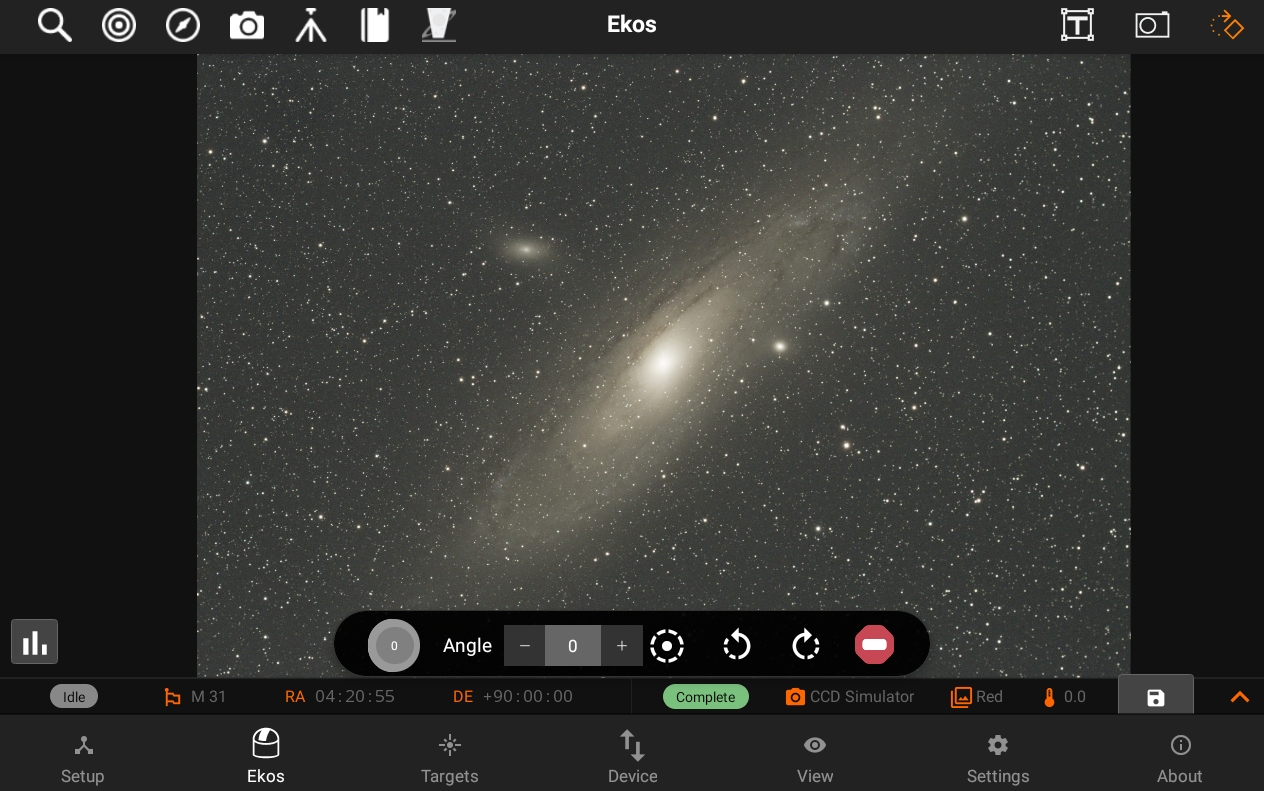 Ekos
T
0 Angle − 0 +
Idle M 31 RA 04:20:55 DE +90:00:00 Complete CCD Simulator Red 0.0
Setup Ekos Targets Device View Settings About